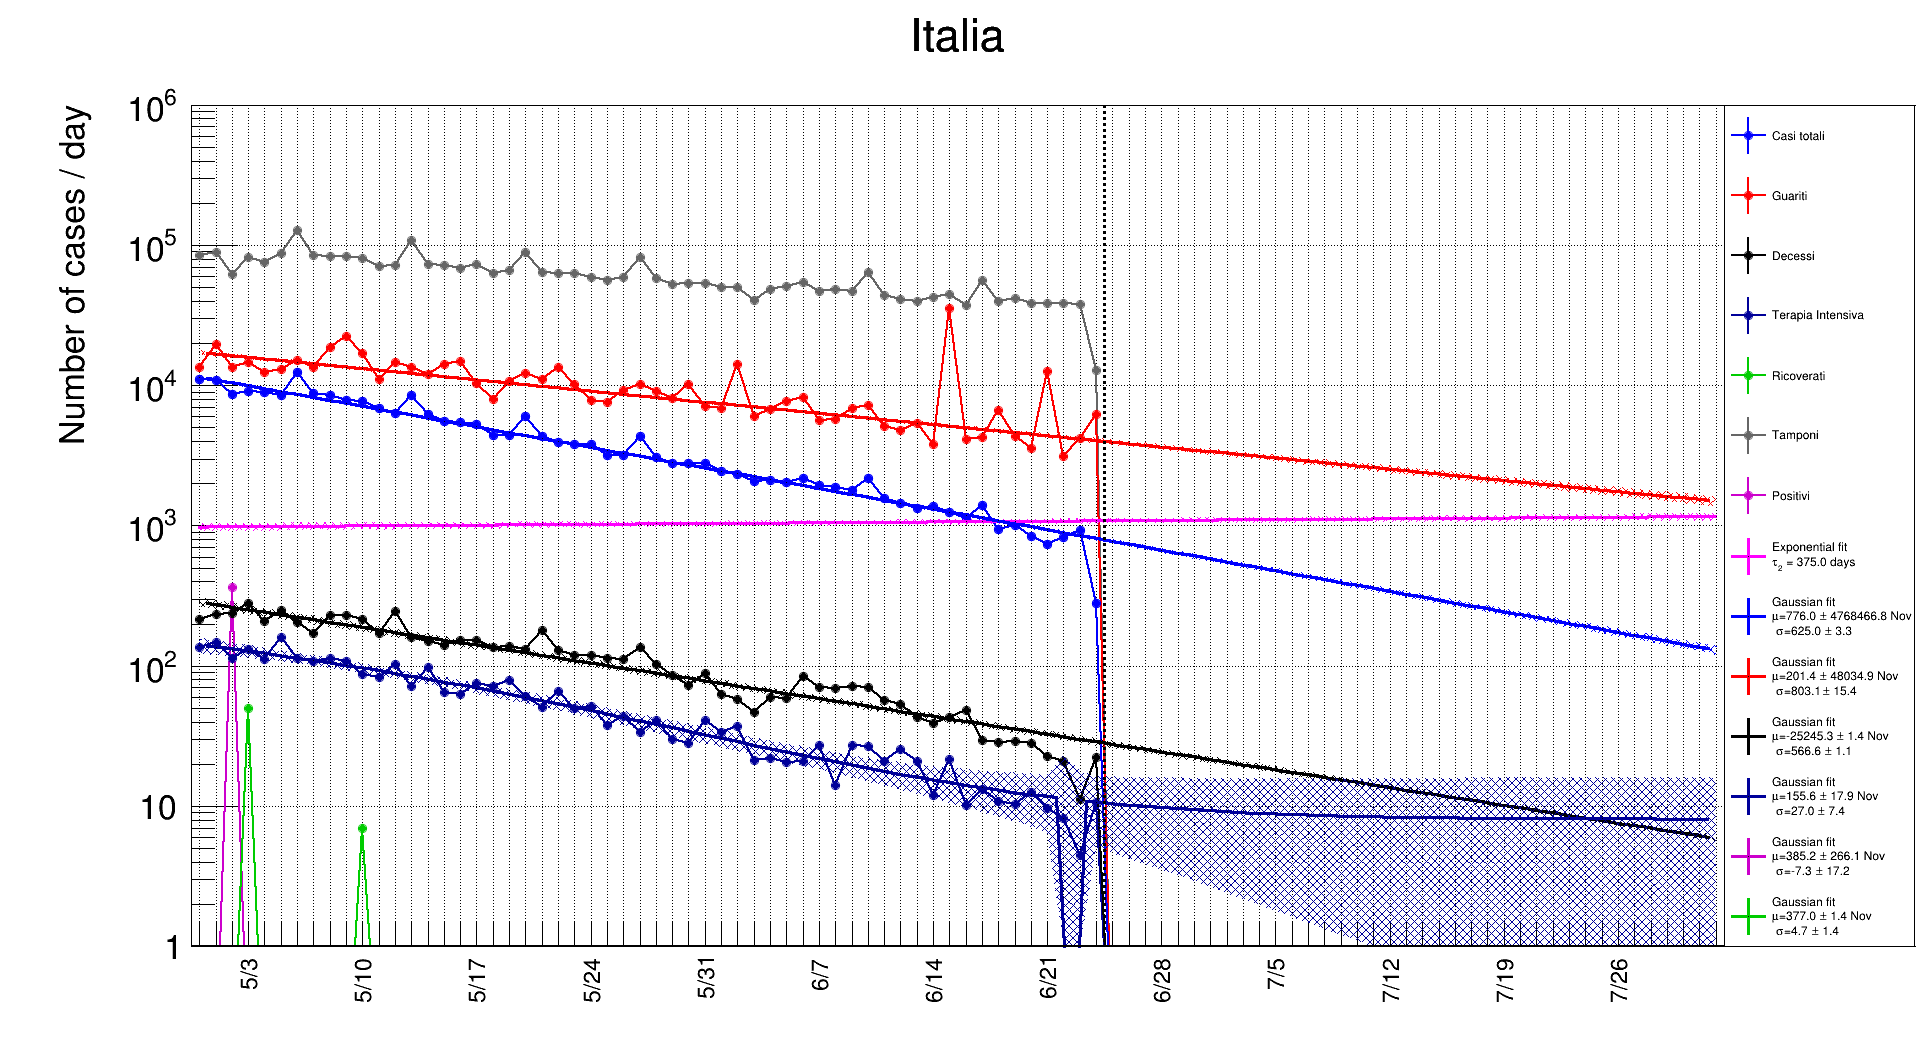 Italia
Number of cases / day
10^6
10^5
10^4
10^3
10^2
10
1
5/3
5/10
5/17
5/24
5/31
6/7
6/14
6/21
6/28
7/5
7/12
7/19
7/26
Casi totali
Guariti
Decessi
Terapia Intensiva
Ricoverati
Tamponi
Positivi
Exponential fit
τ₂ = 375.0 days
Gaussian fit
μ=776.0 ± 4768466.8 Nov
σ=625.0 ± 3.3
Gaussian fit
μ=201.4 ± 48034.9 Nov
σ=803.1 ± 15.4
Gaussian fit
μ=-25245.3 ± 1.4 Nov
σ=566.6 ± 1.1
Gaussian fit
μ=155.6 ± 17.9 Nov
σ=27.0 ± 7.4
Gaussian fit
μ=385.2 ± 266.1 Nov
σ=-7.3 ± 17.2
Gaussian fit
μ=377.0 ± 1.4 Nov
σ=4.7 ± 1.4